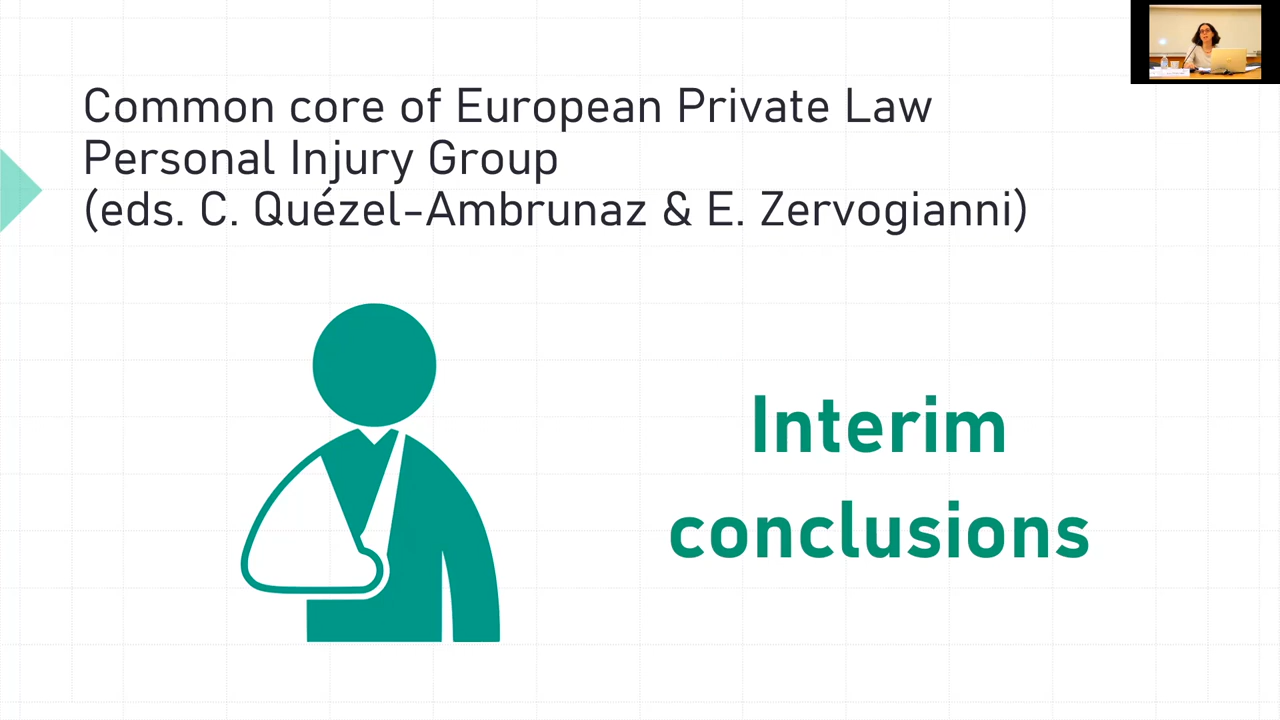 Common core of European Private Law
Personal Injury Group
(eds. C. Quézel-Ambrunaz & E. Zervogianni)
Interim
conclusions